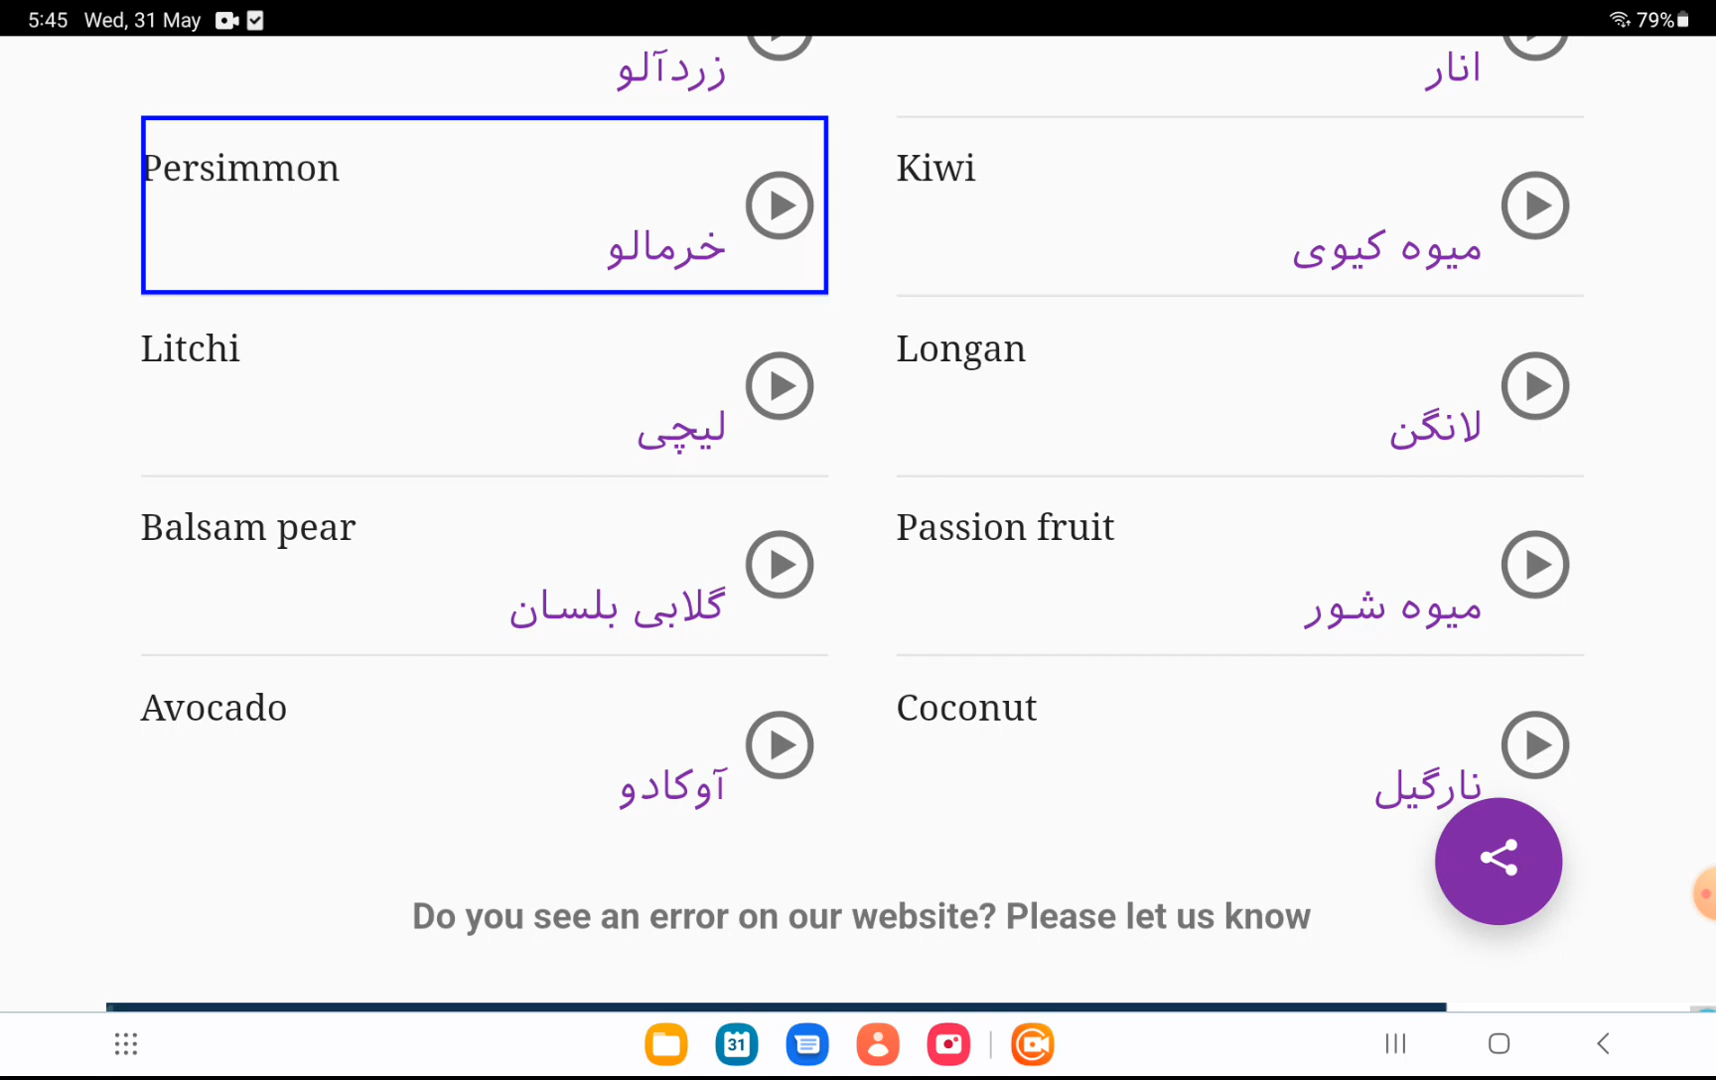 5:45 Wed, 31 May 79%
زردآلو
انار
Persimmon
خرمالو
Kiwi
میوه کیوی
Litchi
لیچی
Longan
لانگن
Balsam pear
گلابی بلسان
Passion fruit
میوه شور
Avocado
آوکادو
Coconut
نارگیل
Do you see an error on our website? Please let us know
31